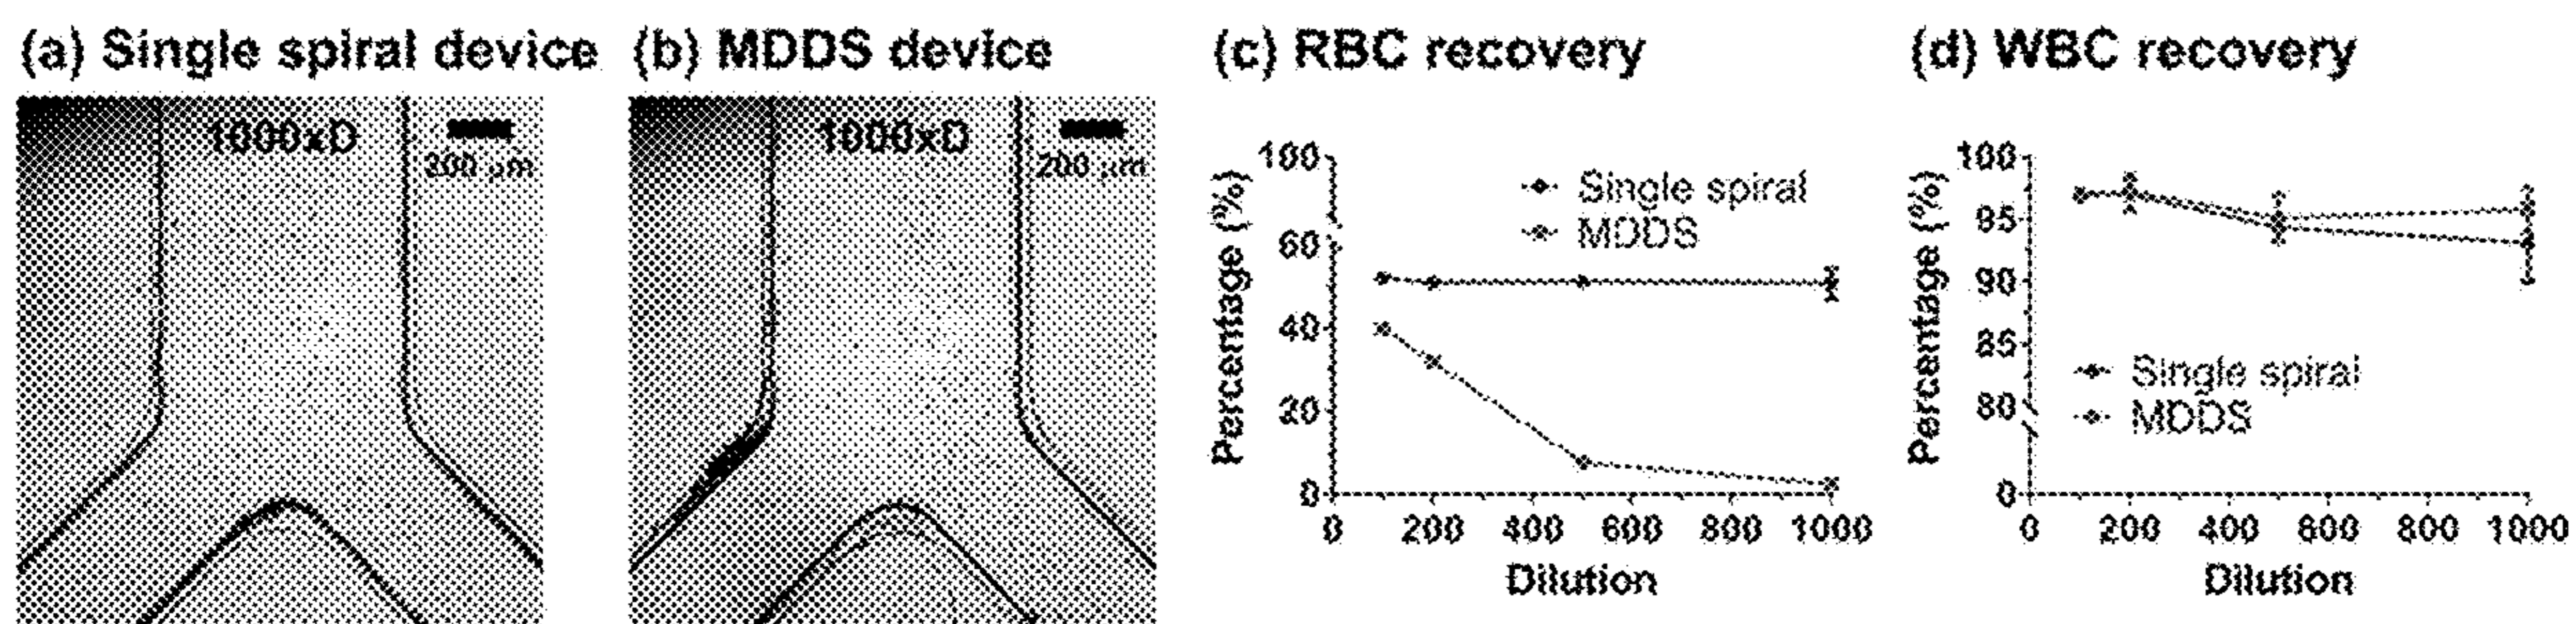 (a) Single spiral device
1000xD
200 µm
(b) MDDS device
1000xD
200 µm
(c) RBC recovery
Percentage (%)
100
60
40
20
0
Single spiral
MDDS
0 200 400 600 800 1000
Dilution
(d) WBC recovery
Percentage (%)
100
95
90
85
80
0
Single spiral
MDDS
0 200 400 600 800 1000
Dilution